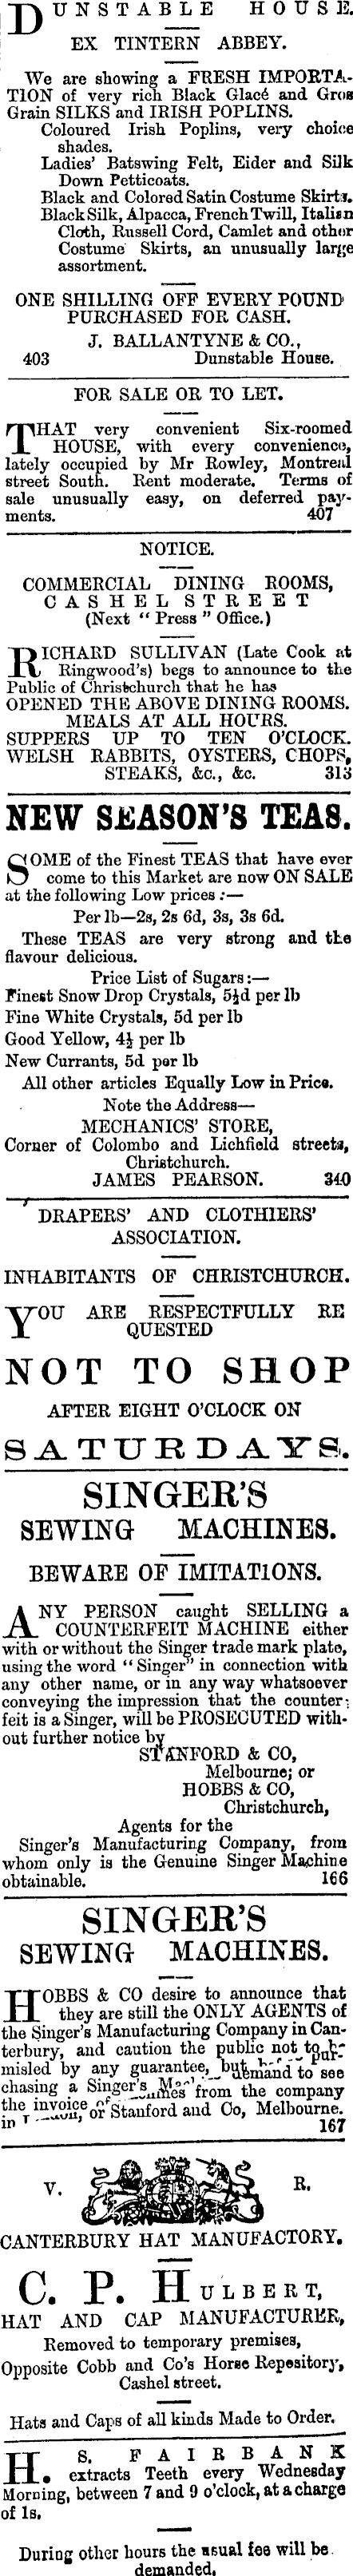 DUNSTABLE HOUSE.
EX TINTERN ABBEY.
We are showing a FRESH IMPORTA-
TION of very rich Black Glacé and Gros
Grain SILKS and IRISH POPLINS.
Coloured Irish Poplins, very choice
shades.
Ladies' Batswing Felt, Eider and Silk
Down Petticoats.
Black and Colored Satin Costume Skirts.
Black Silk, Alpacca, French Twill, Italian
Cloth, Russell Cord, Camlet and other
Costume Skirts, an unusually large
assortment.
ONE SHILLING OFF EVERY POUND
PURCHASED FOR CASH.
J. BALLANTYNE & CO.,
403 Dunstable House.
FOR SALE OR TO LET.
THAT very convenient Six-roomed
HOUSE, with every convenience,
lately occupied by Mr Rowley, Montreal
street South. Rent moderate. Terms of
sale unusually easy, on deferred pay-
ments. 407
NOTICE.
COMMERCIAL DINING ROOMS,
CASHEL STREET
(Next "Press" Office.)
RICHARD SULLIVAN (Late Cook at
Ringwood's) begs to announce to the
Public of Christchurch that he has
OPENED THE ABOVE DINING ROOMS.
MEALS AT ALL HOURS.
SUPPERS UP TO TEN O'CLOCK.
WELSH RABBITS, OYSTERS, CHOPS,
STEAKS, &c., &c. 313
NEW SEASON'S TEAS.
SOME of the Finest TEAS that have ever
come to this Market are now ON SALE
at the following Low prices:—
Per lb—2s, 2s 6d, 3s, 3s 6d.
These TEAS are very strong and the
flavour delicious.
Price List of Sugars:—
Finest Snow Drop Crystals, 5½d per lb
Fine White Crystals, 5d per lb
Good Yellow, 4½ per lb
New Currants, 5d per lb
All other articles Equally Low in Price.
Note the Address—
MECHANICS' STORE,
Corner of Colombo and Lichfield streets,
Christchurch.
JAMES PEARSON. 340
DRAPERS' AND CLOTHIERS'
ASSOCIATION.
INHABITANTS OF CHRISTCHURCH.
YOU ARE RESPECTFULLY RE
QUESTED
NOT TO SHOP
AFTER EIGHT O'CLOCK ON
SATURDAYS.
SINGER'S
SEWING MACHINES.
BEWARE OF IMITATIONS.
ANY PERSON caught SELLING a
COUNTERFEIT MACHINE either
with or without the Singer trade mark plate,
using the word "Singer" in connection with
any other name, or in any way whatsoever
conveying the impression that the counter-
feit is a Singer, will be PROSECUTED with-
out further notice by
STANFORD & CO,
Melbourne; or
HOBBS & CO,
Christchurch,
Agents for the
Singer's Manufacturing Company, from
whom only is the Genuine Singer Machine
obtainable. 166
SINGER'S
SEWING MACHINES.
HOBBS & CO desire to announce that
they are still the ONLY AGENTS of
the Singer's Manufacturing Company in Can-
terbury, and caution the public not to
misled by any guarantee, but pur-
chasing a Singer's demand to see
the invoice from the company
in or Stanford and Co, Melbourne.
167
V. R.
CANTERBURY HAT MANUFACTORY.
C. P. HULBERT,
HAT AND CAP MANUFACTURER,
Removed to temporary premises,
Opposite Cobb and Co's Horse Repository,
Cashel street.
Hats and Caps of all kinds Made to Order.
H. S. FAIRBANK
extracts Teeth every Wednesday
Morning, between 7 and 9 o'clock, at a charge
of 1s.
During other hours the usual fee will be
demanded.